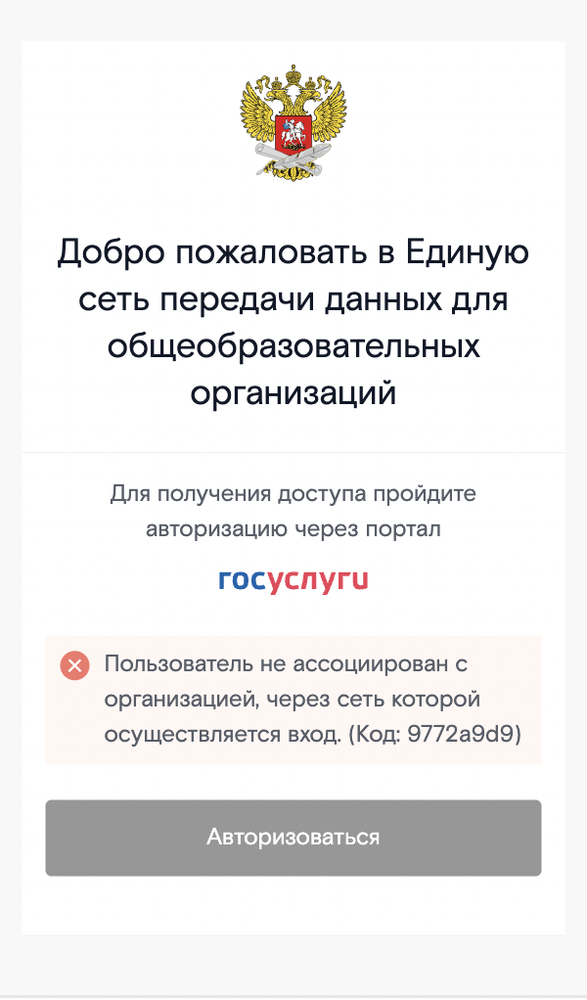 Добро пожаловать в Единую
сеть передачи данных для
общеобразовательных
организаций
Для получения доступа пройдите
авторизацию через портал
госуслуги
Пользователь не ассоциирован с
организацией, через сеть которой
осуществляется вход. (Код: 9772a9d9)
Авторизоваться